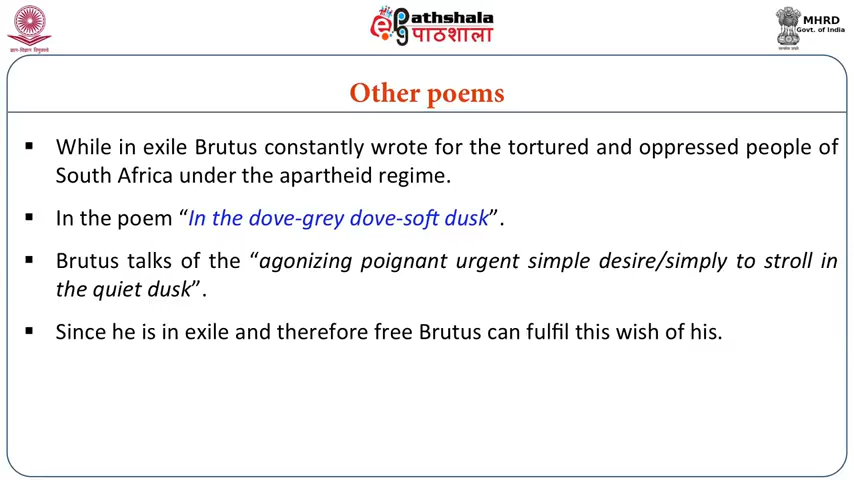 ePathshala
पाठशाला
MHRD
Govt. of India
Other poems
▪ While in exile Brutus constantly wrote for the tortured and oppressed people of
South Africa under the apartheid regime.
▪ In the poem “In the dove-grey dove-soft dusk”.
▪ Brutus talks of the “agonizing poignant urgent simple desire/simply to stroll in
the quiet dusk”.
▪ Since he is in exile and therefore free Brutus can fulfil this wish of his.